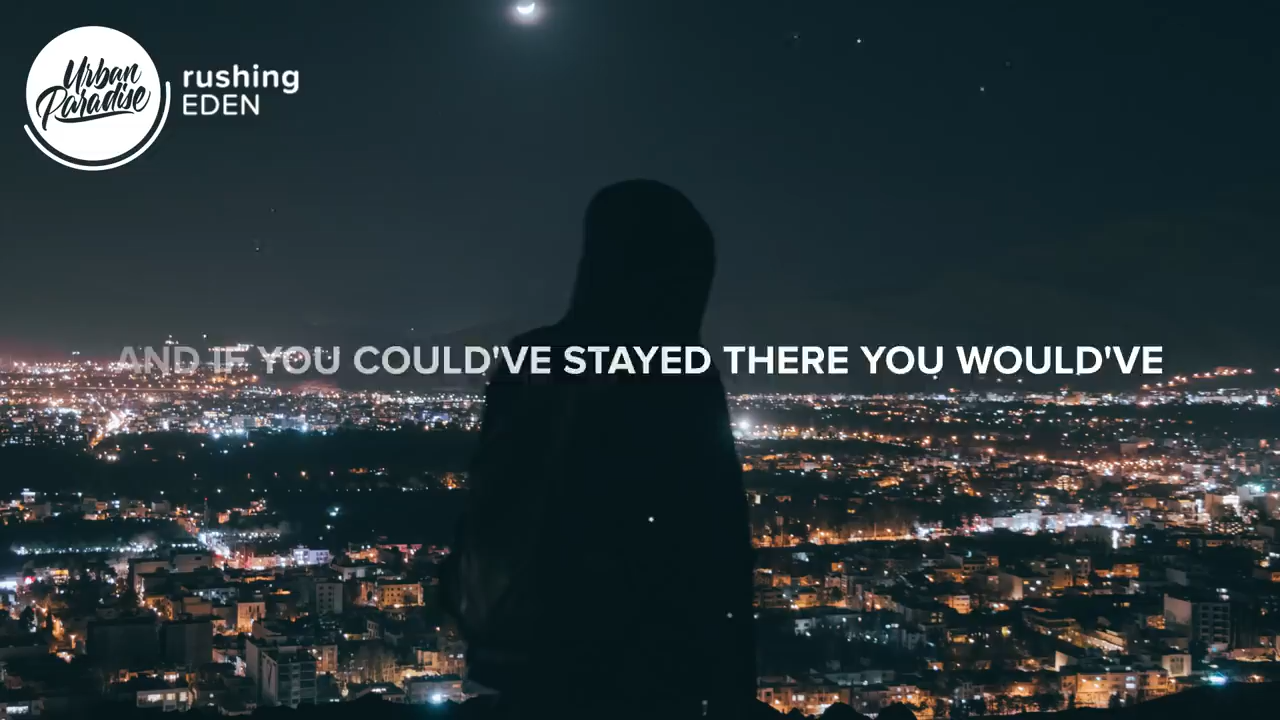 Urban
Paradise
rushing
EDEN
AND IF YOU COULD'VE STAYED THERE YOU WOULD'VE